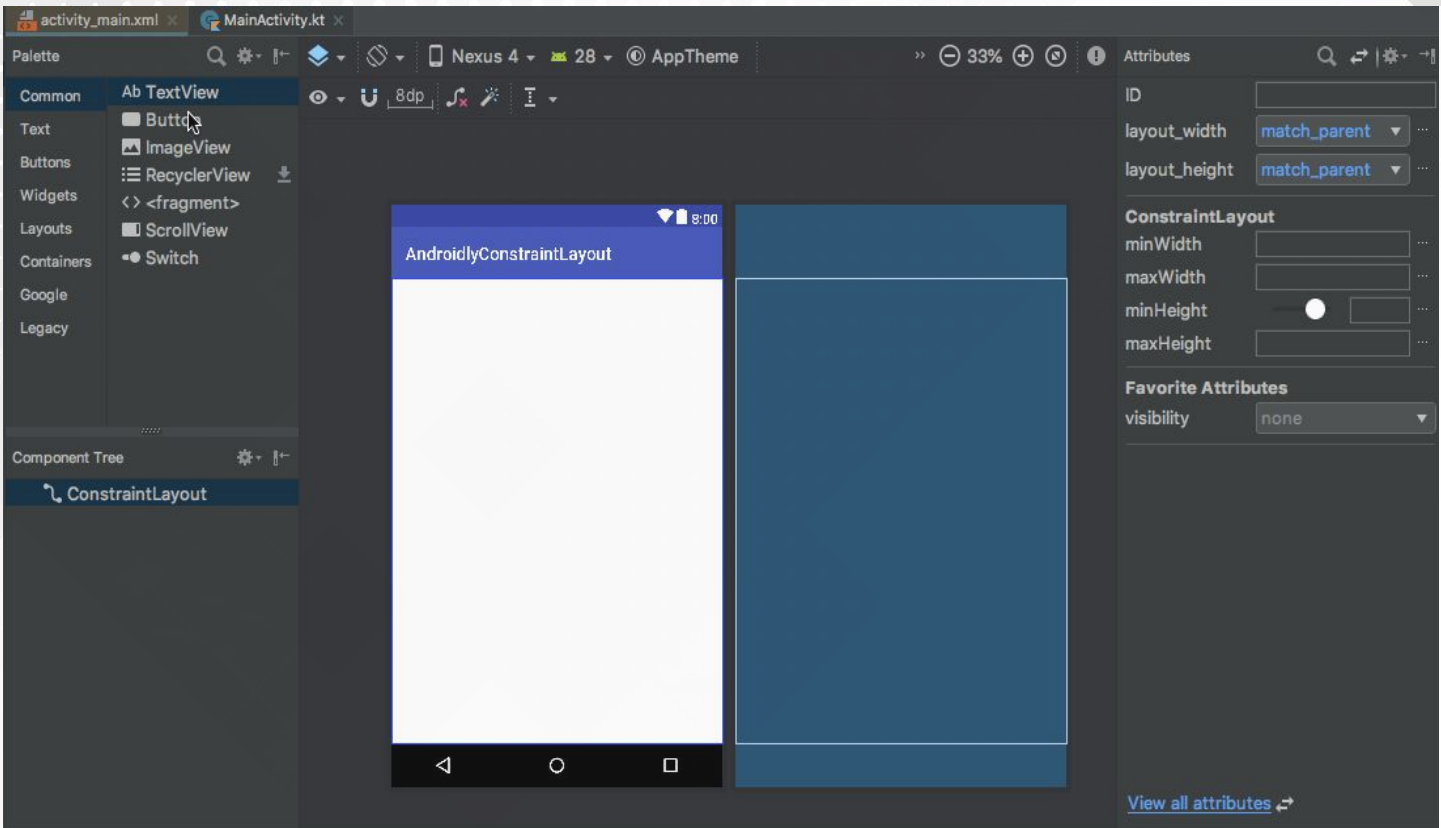 activity_main.xml
MainActivity.kt
Palette
Nexus 4
28
AppTheme
33%
Attributes
8dp
Common
Text
Buttons
Widgets
Layouts
Containers
Google
Legacy
Ab TextView
Button
ImageView
RecyclerView
<> <fragment>
ScrollView
Switch
Component Tree
ConstraintLayout
8:00
AndroidlyConstraintLayout
ID
layout_width match_parent
layout_height match_parent
ConstraintLayout
minWidth
maxWidth
minHeight
maxHeight
Favorite Attributes
visibility none
View all attributes